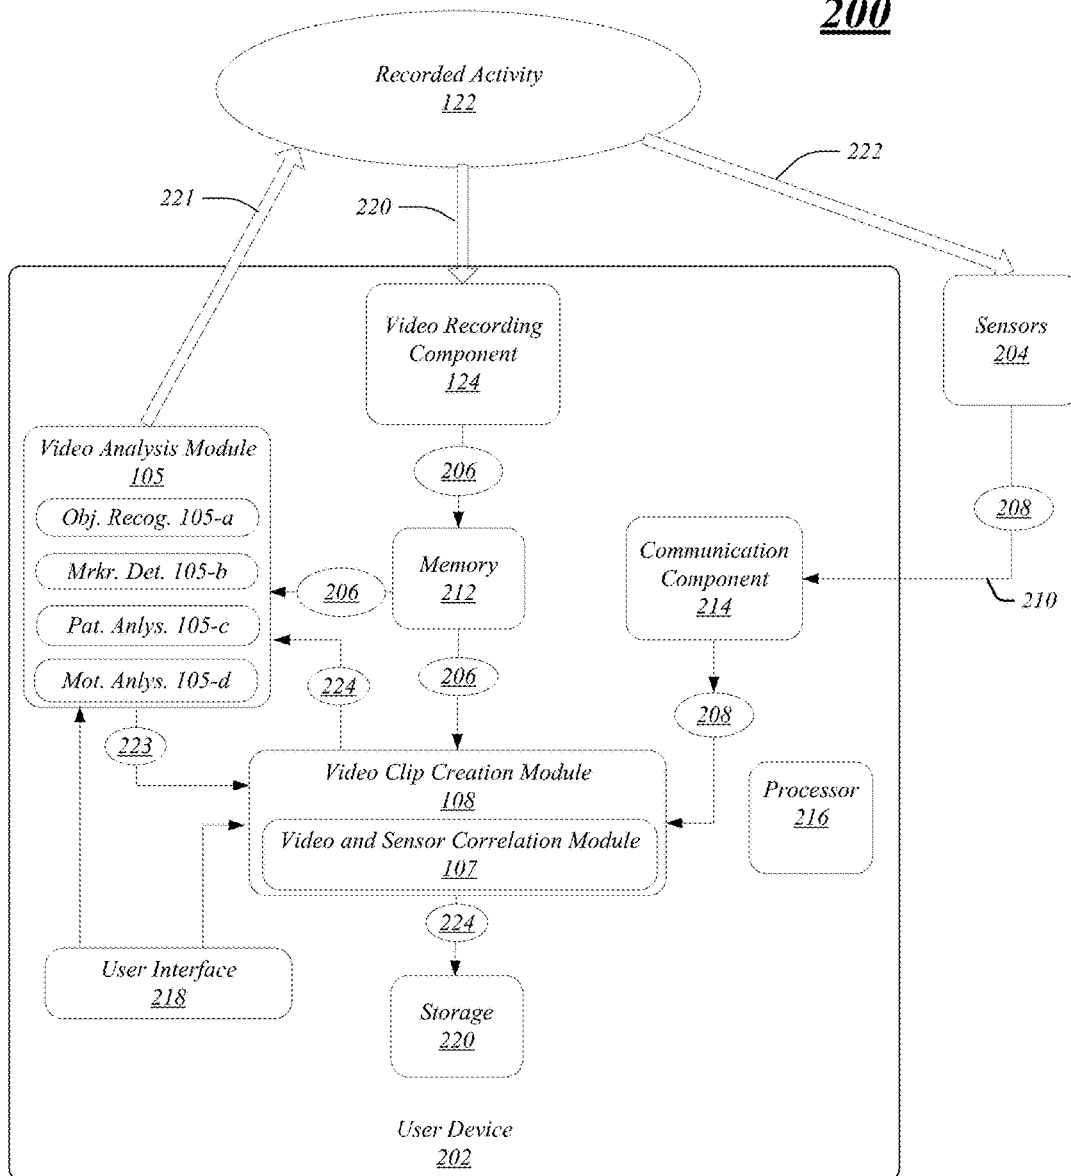 200
Recorded Activity
122
221
220
222
Video Recording
Component
124
Sensors
204
Video Analysis Module
105
Obj. Recog. 105-a
Mrkr. Det. 105-b
Pat. Anlys. 105-c
Mot. Anlys. 105-d
206
208
Memory
212
Communication
Component
214
206
210
224
206
208
223
Video Clip Creation Module
108
Video and Sensor Correlation Module
107
Processor
216
224
User Interface
218
Storage
220
User Device
202